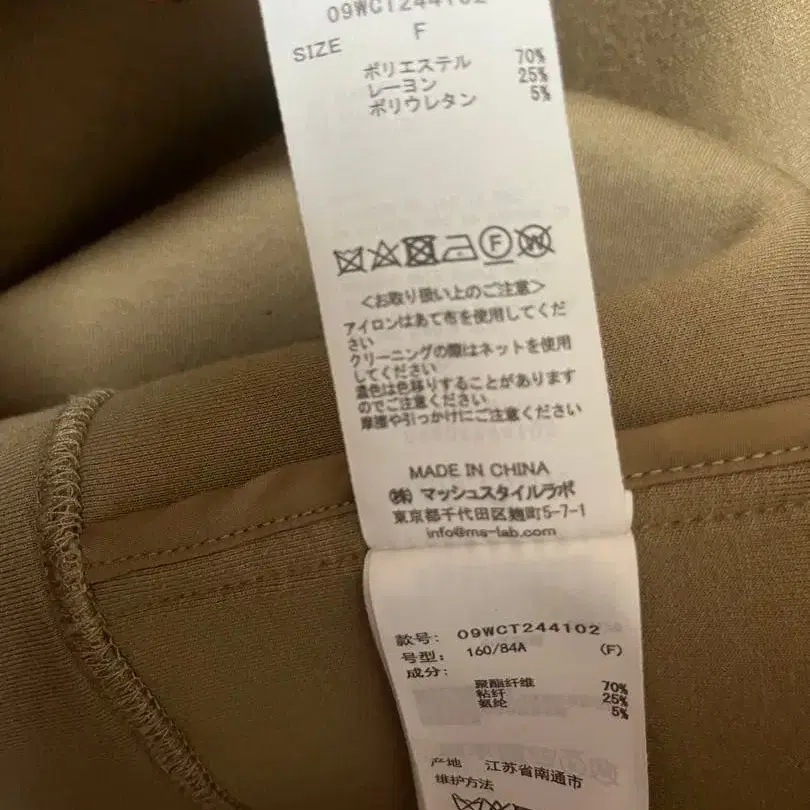 09WCT244102
SIZE F
ポリエステル 70%
レーヨン 25%
ポリウレタン 5%
F
W
<お取り扱い上のご注意>
アイロンはあて布を使用してくだ
さい
クリーニングの際はネットを使用
してください
濃色は色移りすることがあります
のでご注意ください
摩擦や引っかけにご注意ください
MADE IN CHINA
㈱ マッシュスタイルラボ
東京都千代田区麹町5-7-1
info@ms-lab.com
款号: 09WCT244102
号型: 160/84A (F)
成分:
聚酯纤维 70%
粘纤 25%
氨纶 5%
产地 江苏省南通市
维护方法